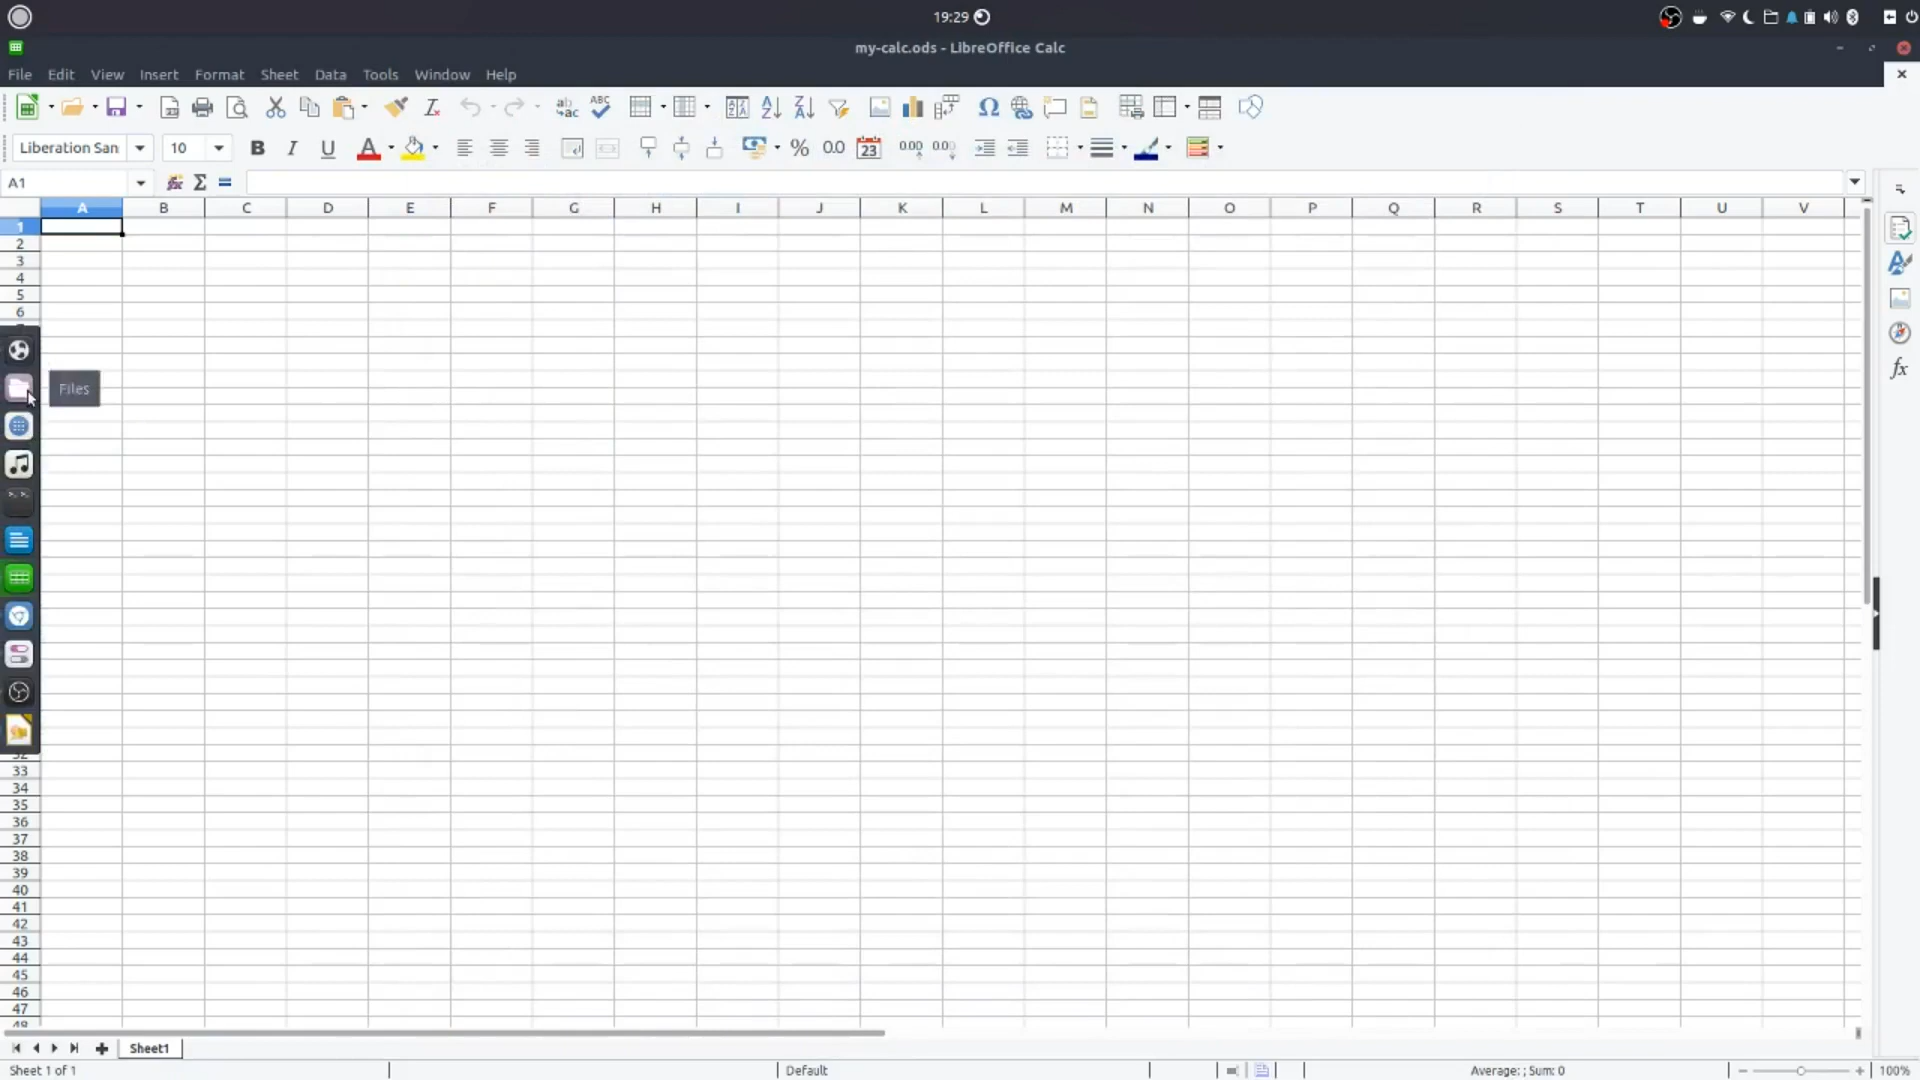 19:29
my-calc.ods - LibreOffice Calc
File Edit View Insert Format Sheet Data Tools Window Help
Liberation San 10
A1
A B C D E F G H I J K L M N O P Q R S T U V
1
2
3
4
5
6
Files
33
34
35
36
37
38
39
40
41
42
43
44
45
46
47
48
Sheet1
Sheet 1 of 1 Default Average: ; Sum: 0 100%